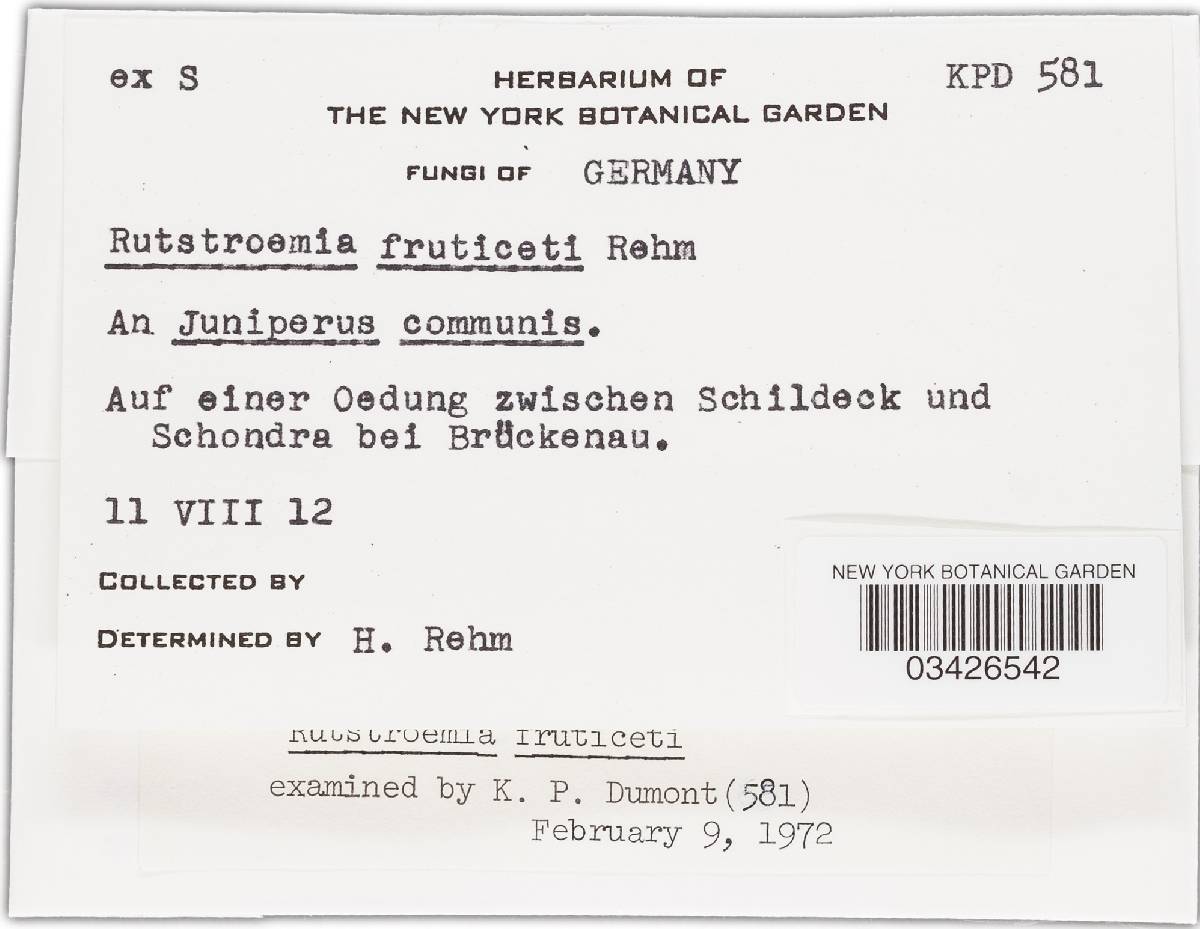 ex S
HERBARIUM OF
KPD 581
THE NEW YORK BOTANICAL GARDEN
FUNGI OF GERMANY
Rutstroemia fruticeti Rehm
An Juniperus communis.
Auf einer Oedung zwischen Schildeck und
Schondra bei Brückenau.
11 VIII 12
COLLECTED BY
DETERMINED BY H. Rehm
NEW YORK BOTANICAL GARDEN
03426542
Rutstroemia fruticeti
examined by K. P. Dumont (581)
February 9, 1972